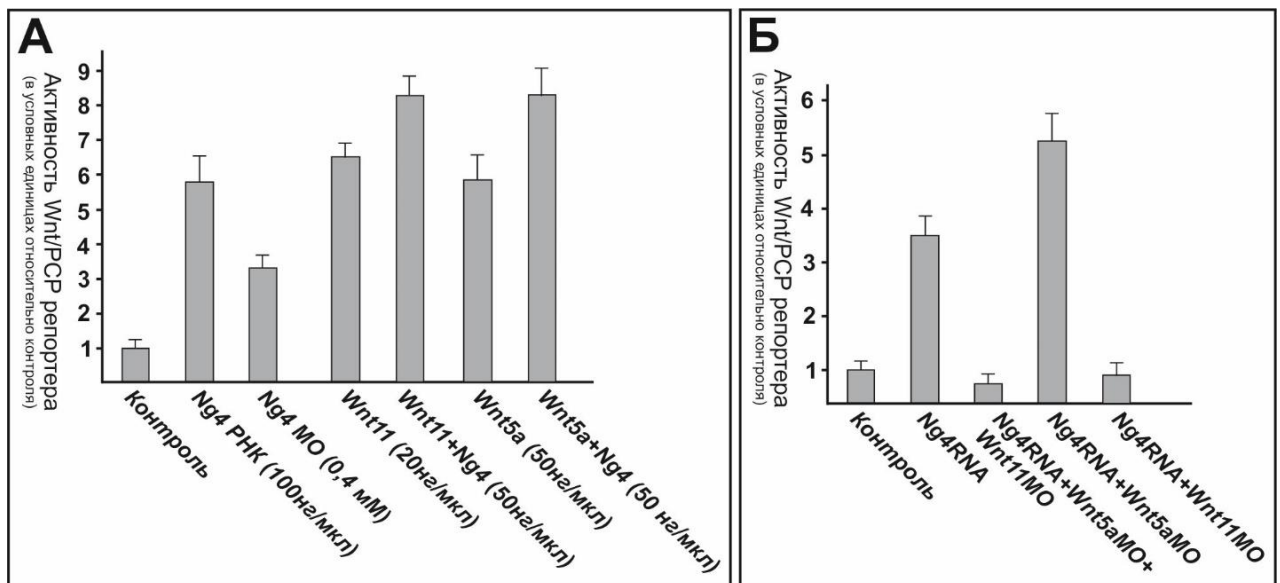 А
Активность Wnt/PCP репортера
(в условных единицах относительно контроля)
9
8
7
6
5
4
3
2
1
Контроль
Ng4 РНК (100нг/мкл)
Ng4 МО (0,4 мМ)
Wnt11 (20нг/мкл)
Wnt11+Ng4 (50нг/мкл)
Wnt5a (50нг/мкл)
Wnt5a+Ng4 (50 нг/мкл)
Б
Активность Wnt/PCP репортера
(в условных единицах относительно контроля)
6
5
4
3
2
1
Контроль
Ng4RNA
Ng4RNA+Wnt5aMO+
Wnt11MO
Ng4RNA+Wnt5aMO
Ng4RNA+Wnt11MO